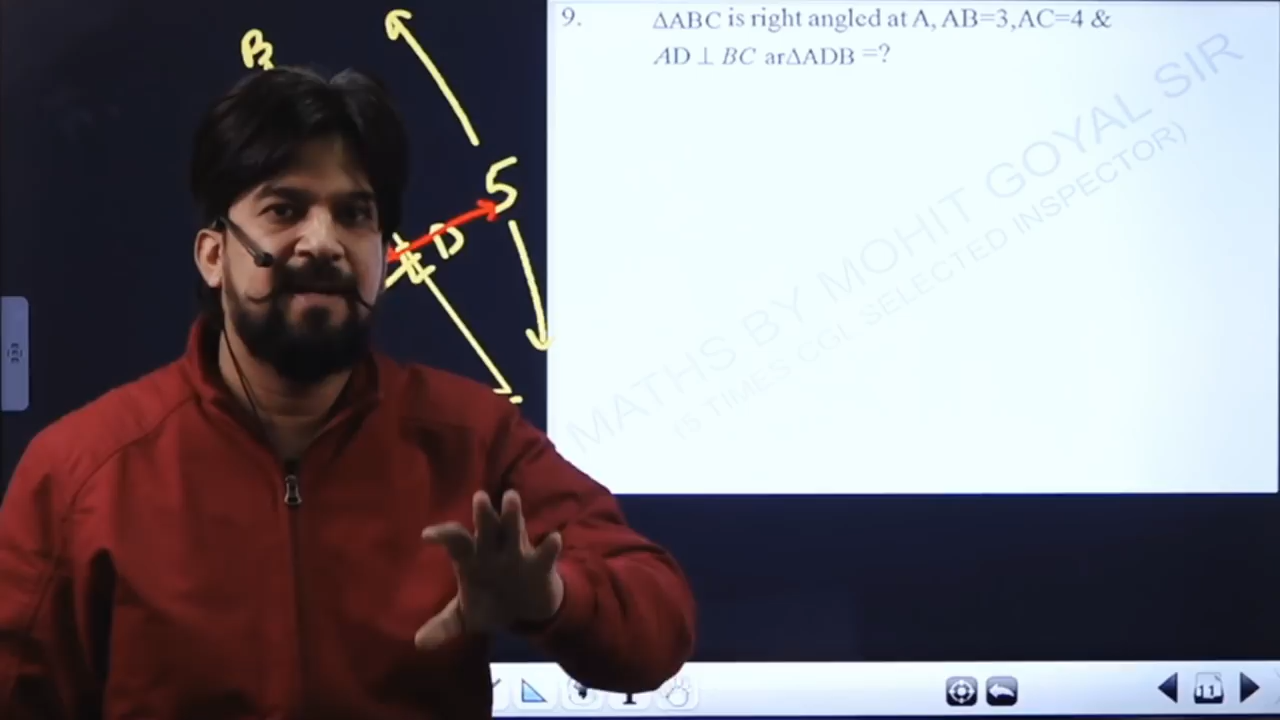 9. ΔABC is right angled at A, AB=3,AC=4 &
AD ⊥ BC arΔADB =?
B
5
D
MATHS BY MOHIT GOYAL SIR
(5 TIMES CGL SELECTED INSPECTOR)
11